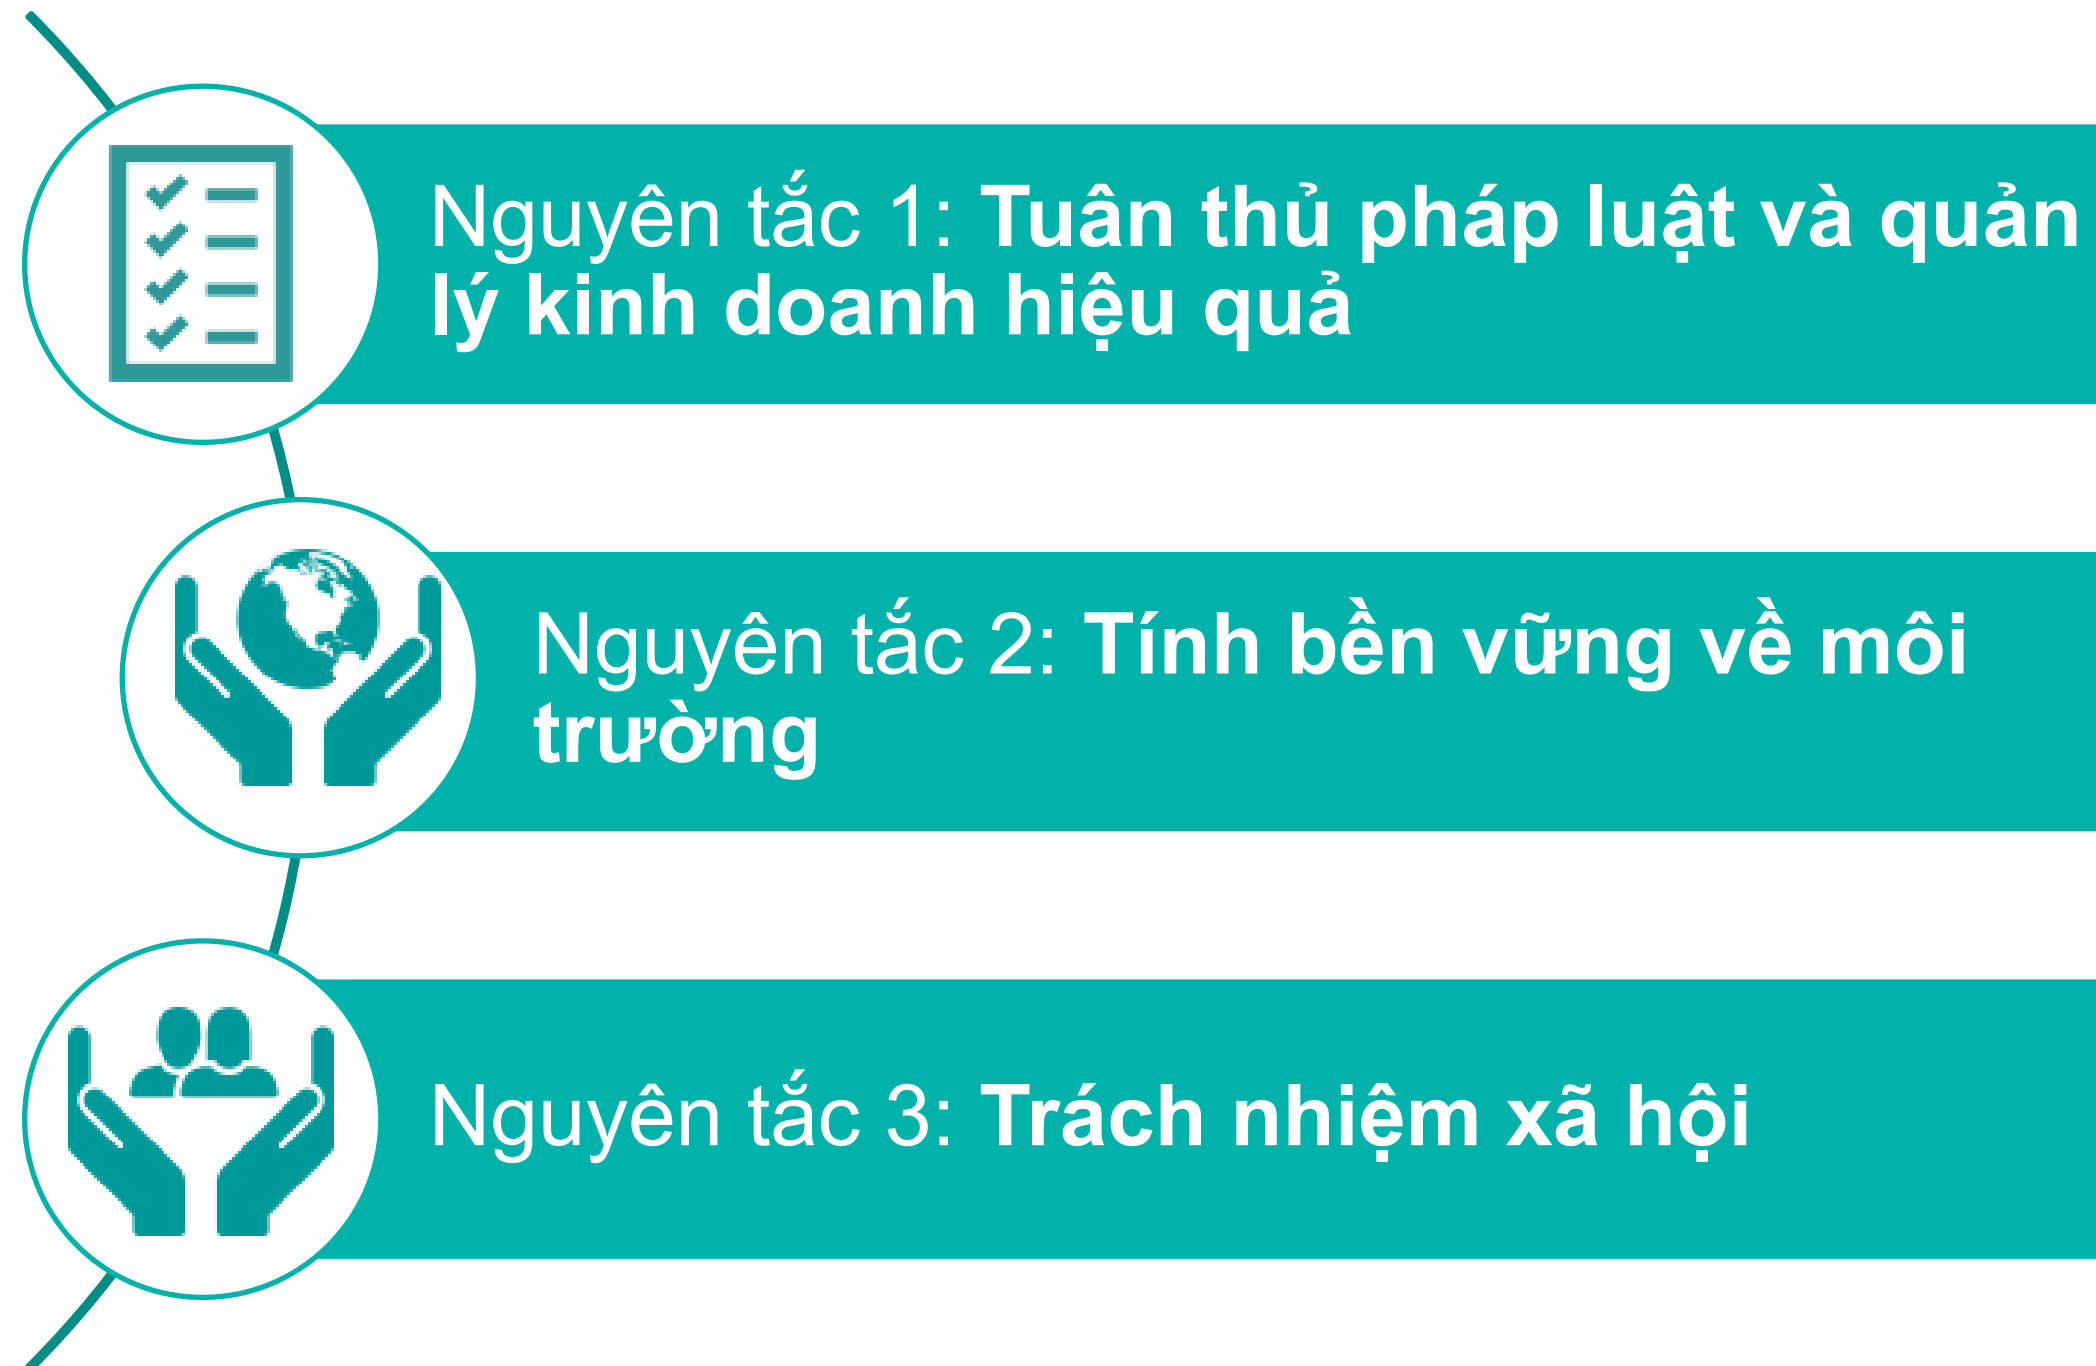 Nguyên tắc 1: Tuân thủ pháp luật và quản
lý kinh doanh hiệu quả
Nguyên tắc 2: Tính bền vững về môi
trường
Nguyên tắc 3: Trách nhiệm xã hội